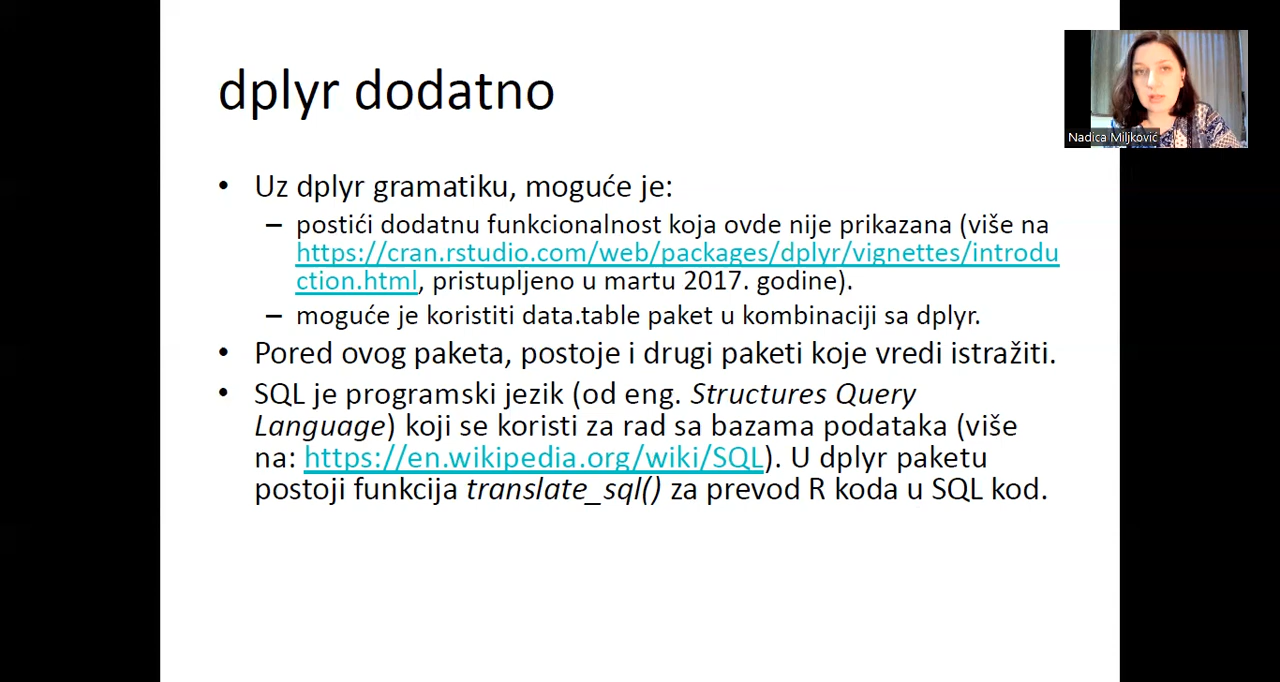 dplyr dodatno
Nadica Miljković
• Uz dplyr gramatiku, moguće je:
– postići dodatnu funkcionalnost koja ovde nije prikazana (više na
https://cran.rstudio.com/web/packages/dplyr/vignettes/introdu
ction.html, pristupljeno u martu 2017. godine).
– moguće je koristiti data.table paket u kombinaciji sa dplyr.
• Pored ovog paketa, postoje i drugi paketi koje vredi istražiti.
• SQL je programski jezik (od eng. Structures Query
Language) koji se koristi za rad sa bazama podataka (više
na: https://en.wikipedia.org/wiki/SQL). U dplyr paketu
postoji funkcija translate_sql() za prevod R koda u SQL kod.